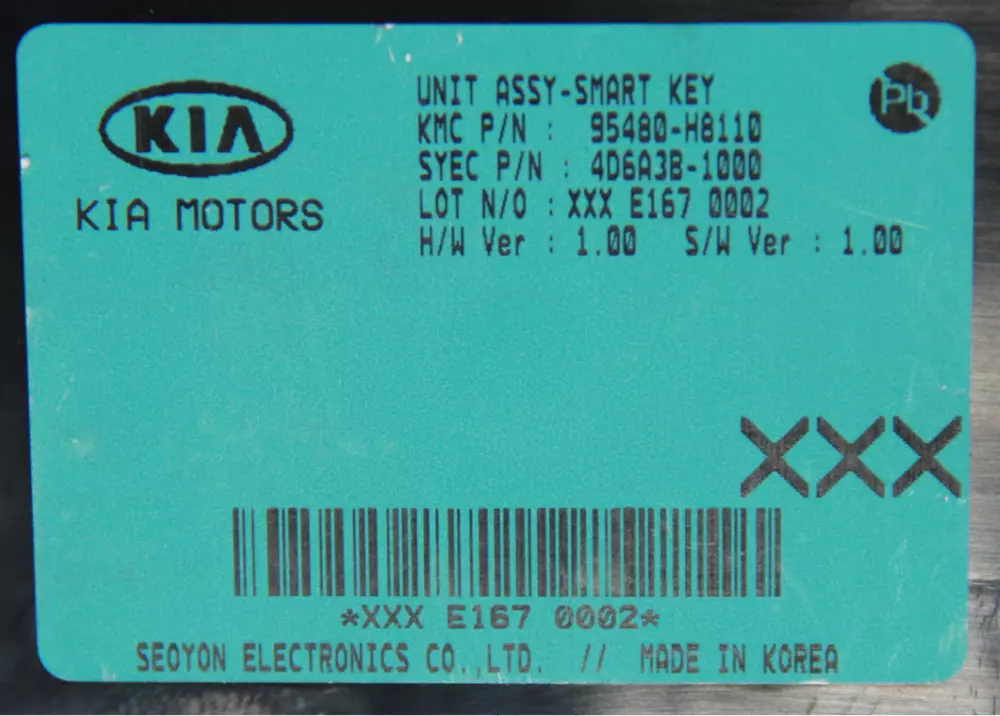 KIA
KIA MOTORS
UNIT ASSY-SMART KEY
KMC P/N : 95480-H8110
SYEC P/N : 4D6A3B-1000
LOT N/O : XXX E167 0002
H/W Ver : 1.00 S/W Ver : 1.00
Pb
XXX
*XXX E167 0002*
SEOYON ELECTRONICS CO.,LTD. // MADE IN KOREA